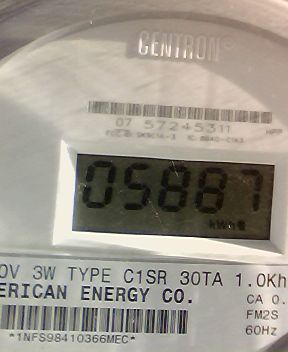 CENTRON®
07 57245311
05887
kWh
0V 3W TYPE C1SR 30TA 1.0Kh
ERICAN ENERGY CO.
CA 0.
FM2S
60Hz
*1NFS98410366MEC*